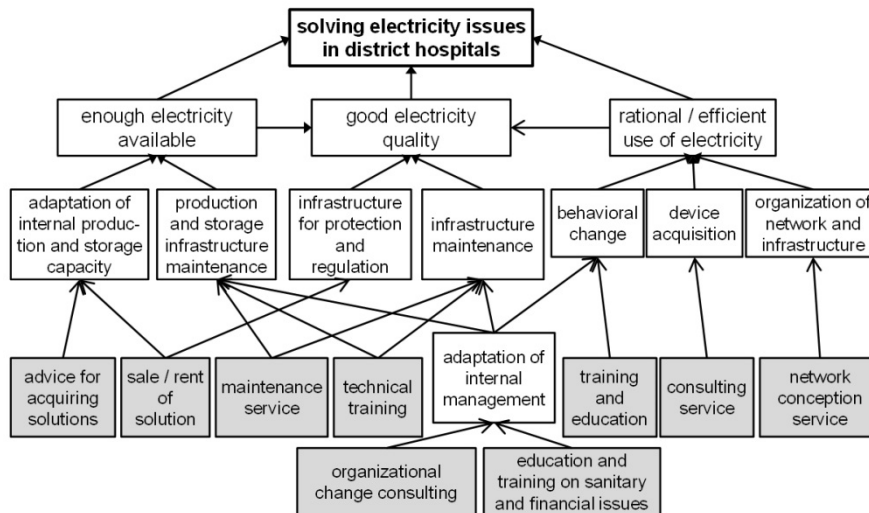 solving electricity issues
in district hospitals
enough electricity
available
good electricity
quality
rational / efficient
use of electricity
adaptation of
internal produc-
tion and storage
capacity
production
and storage
infrastructure
maintenance
infrastructure
for protection
and
regulation
infrastructure
maintenance
behavioral
change
device
acquisition
organization of
network and
infrastructure
advice for
acquiring
solutions
sale / rent
of
solution
maintenance
service
technical
training
adaptation of
internal
management
training
and
education
consulting
service
network
conception
service
organizational
change consulting
education and
training on sanitary
and financial issues